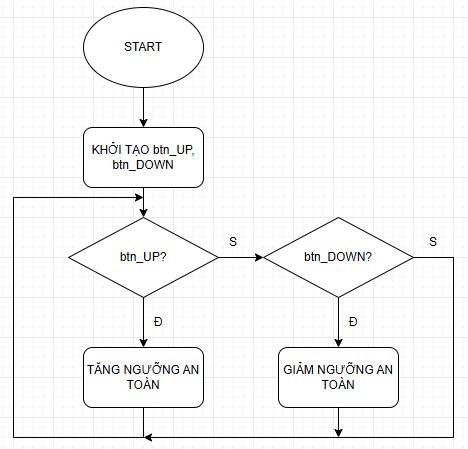 START
KHỞI TẠO btn_UP,
btn_DOWN
btn_UP?
S
btn_DOWN?
S
Đ
Đ
TĂNG NGƯỠNG AN
TOÀN
GIẢM NGƯỠNG AN
TOÀN